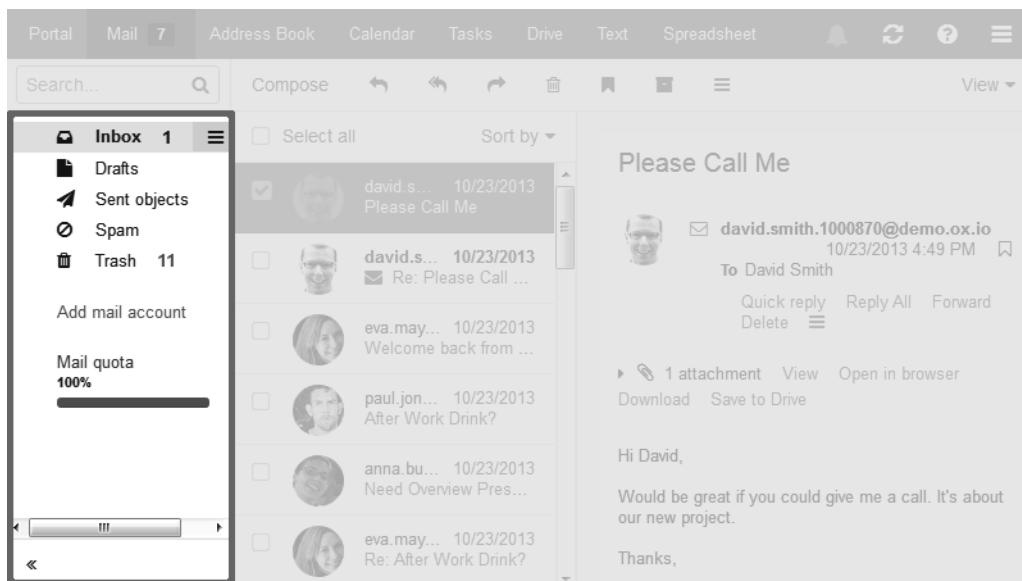 Portal Mail 7 Address Book Calendar Tasks Drive Text Spreadsheet
Search... Compose View
Inbox 1
Drafts
Sent objects
Spam
Trash 11
Add mail account
Mail quota
100%
Select all Sort by
david.s... 10/23/2013
Please Call Me
david.s... 10/23/2013
Re: Please Call ...
eva.may... 10/23/2013
Welcome back from ...
paul.jon... 10/23/2013
After Work Drink?
anna.bu... 10/23/2013
Need Overview Pres...
eva.may... 10/23/2013
Re: After Work Drink?
Please Call Me
david.smith.1000870@demo.ox.io
10/23/2013 4:49 PM
To David Smith
Quick reply Reply All Forward
Delete
1 attachment View Open in browser
Download Save to Drive
Hi David,
Would be great if you could give me a call. It's about
our new project.
Thanks,